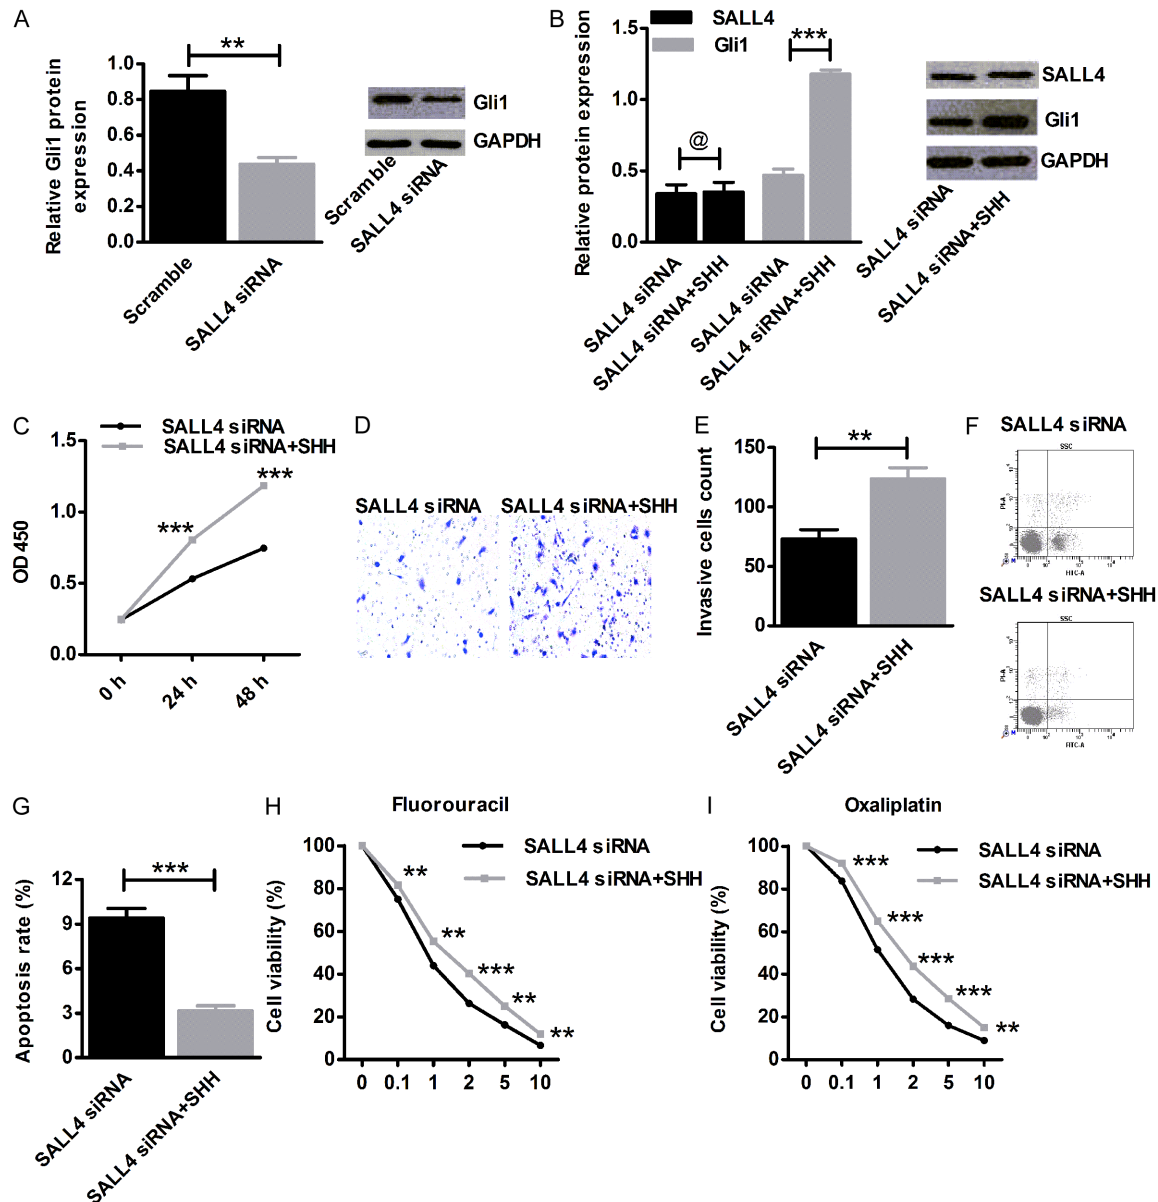 A
Relative Gli1 protein
expression
1.0
0.8
0.6
0.4
0.2
0.0
**
Scramble
SALL4 siRNA
Gli1
GAPDH
Scramble
SALL4 siRNA
B
SALL4
Gli1
Relative protein expression
1.5
1.0
0.5
0.0
@
***
SALL4 siRNA
SALL4 siRNA+SHH
SALL4 siRNA
SALL4 siRNA+SHH
SALL4
Gli1
GAPDH
SALL4 siRNA
SALL4 siRNA+SHH
C
SALL4 siRNA
SALL4 siRNA+SHH
OD450
1.5
1.0
0.5
0.0
***
***
0 h
24 h
48 h
D
SALL4 siRNA
SALL4 siRNA+SHH
E
Invasive cells count
150
100
50
0
**
SALL4 siRNA
SALL4 siRNA+SHH
F
SALL4 siRNA
SSC
PI-A
FITC-A
SALL4 siRNA+SHH
SSC
PI-A
FITC-A
G
Apoptosis rate (%)
12
9
6
3
0
***
SALL4 siRNA
SALL4 siRNA+SHH
H
Fluorouracil
SALL4 siRNA
SALL4 siRNA+SHH
Cell viability (%)
100
80
60
40
20
0
**
**
***
**
**
0 0.1 1 2 5 10
I
Oxaliplatin
SALL4 siRNA
SALL4 siRNA+SHH
Cell viability (%)
100
80
60
40
20
0
***
***
***
***
**
0 0.1 1 2 5 10